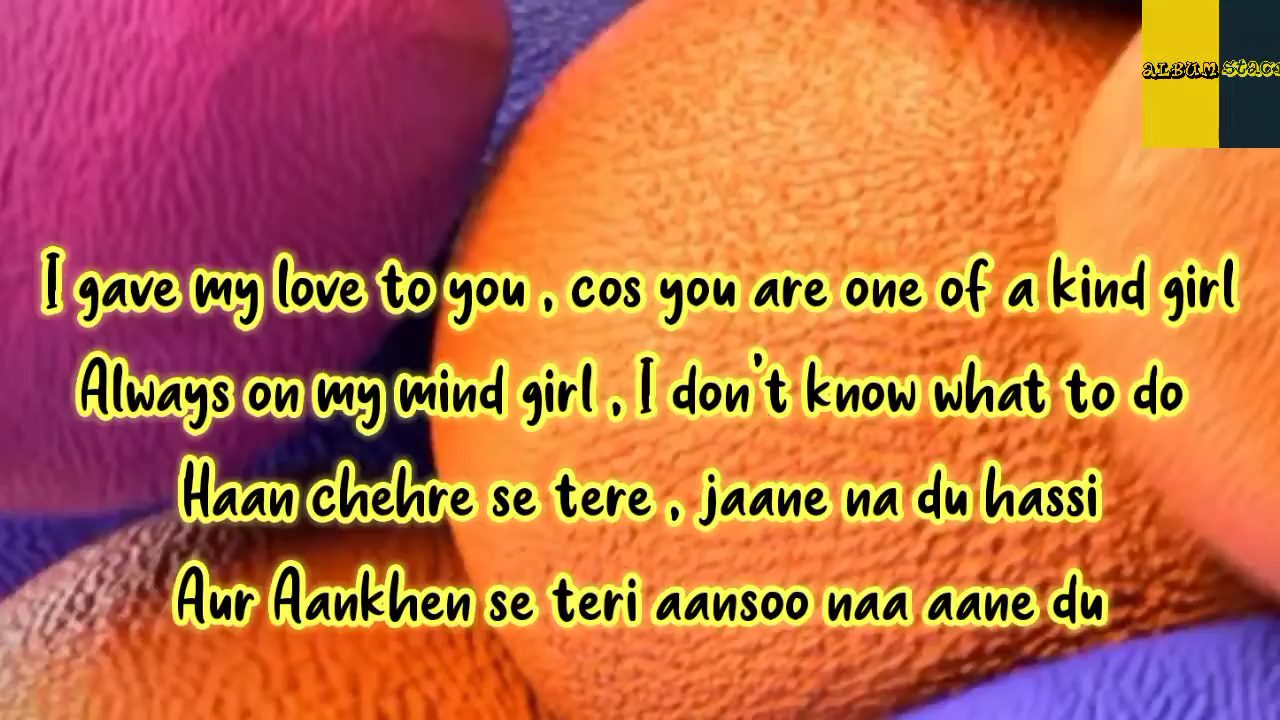 ALBUM
I gave my love to you , cos you are one of a kind girl
Always on my mind girl , I don't know what to do
Haan chehre se tere , jaane na du hassi
Aur Aankhen se teri aansoo naa aane du